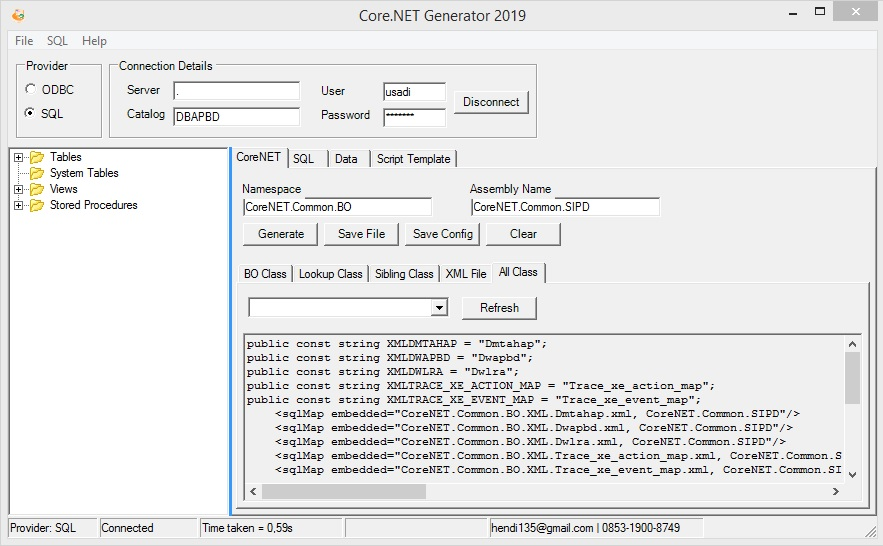 Core.NET Generator 2019
File SQL Help
Provider
ODBC
SQL
Connection Details
Server .
Catalog DBAPBD
User usadi
Password *******
Disconnect
Tables
System Tables
Views
Stored Procedures
CoreNET SQL Data Script Template
Namespace
CoreNET.Common.BO
Assembly Name
CoreNET.Common.SIPD
Generate Save File Save Config Clear
BO Class Lookup Class Sibling Class XML File All Class
Refresh
public const string XMLDMTAHAP = "Dmtahap";
public const string XMLDWAPBD = "Dwapbd";
public const string XMLDWLRA = "Dwlra";
public const string XMLTRACE_XE_ACTION_MAP = "Trace_xe_action_map";
public const string XMLTRACE_XE_EVENT_MAP = "Trace_xe_event_map";
<sqlMap embedded="CoreNET.Common.BO.XML.Dmtahap.xml, CoreNET.Common.SIPD"/>
<sqlMap embedded="CoreNET.Common.BO.XML.Dwapbd.xml, CoreNET.Common.SIPD"/>
<sqlMap embedded="CoreNET.Common.BO.XML.Dwlra.xml, CoreNET.Common.SIPD"/>
<sqlMap embedded="CoreNET.Common.BO.XML.Trace_xe_action_map.xml, CoreNET.Common.S
<sqlMap embedded="CoreNET.Common.BO.XML.Trace_xe_event_map.xml, CoreNET.Common.SI
Provider: SQL Connected Time taken = 0,59s hendi135@gmail.com | 0853-1900-8749